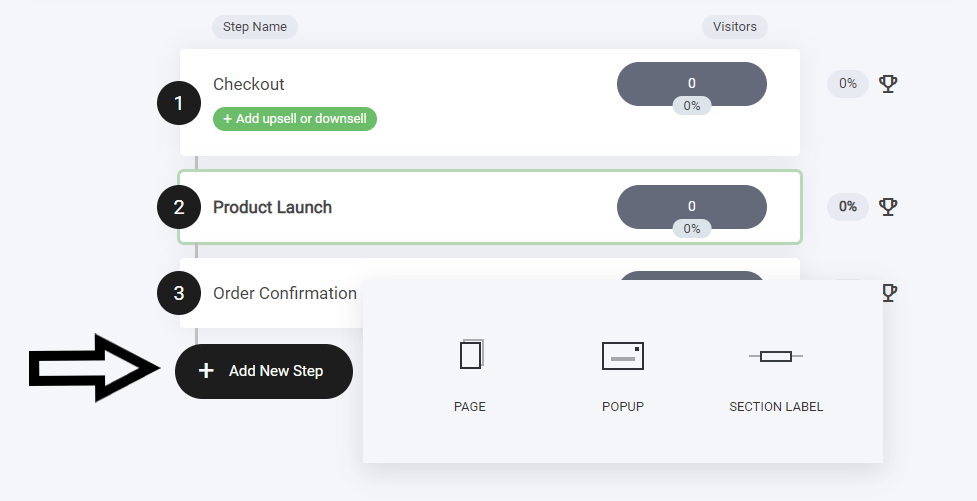 Step Name
Visitors
1
Checkout
0
0%
0%
+ Add upsell or downsell
2
Product Launch
0
0%
0%
3
Order Confirmation
+ Add New Step
PAGE
POPUP
SECTION LABEL